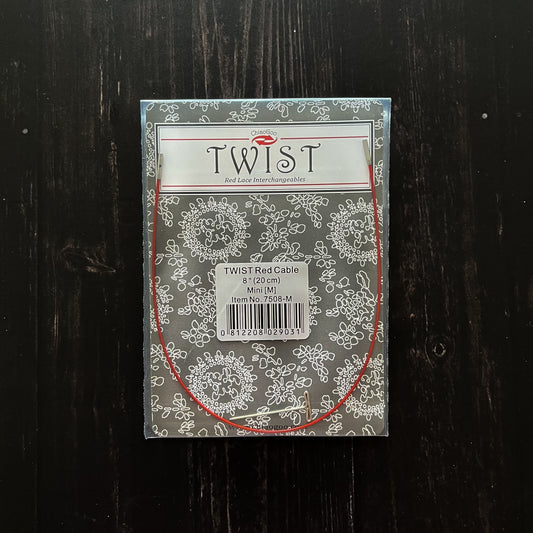 ChiaoGoo
TWIST
Red Lace Interchangeables
TWIST Red Cable
8" (20 cm)
Mini [M]
Item No. 7508-M
0 812208 029031